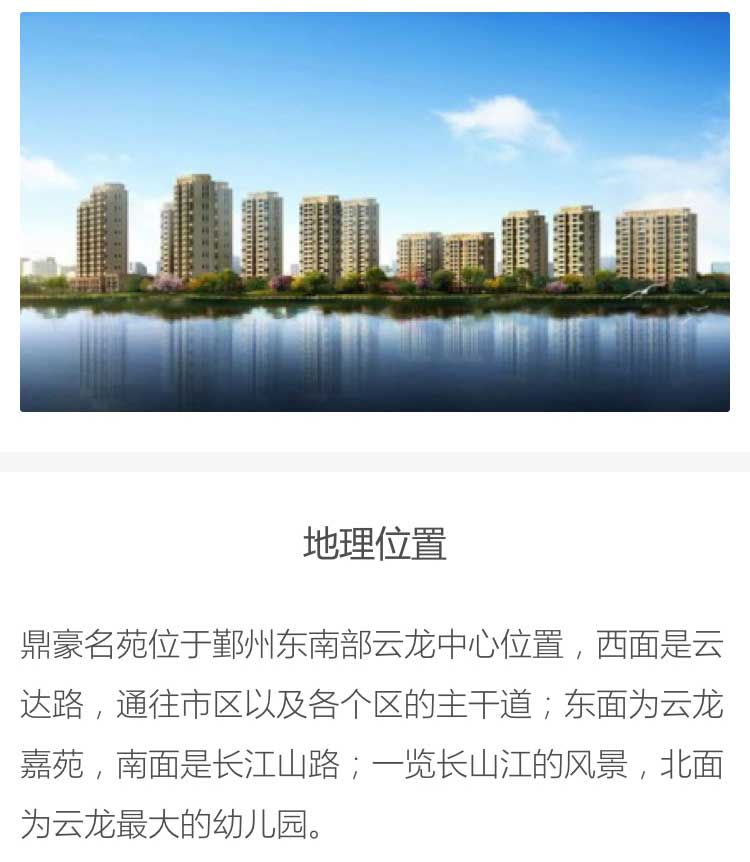 地理位置
鼎豪名苑位于鄞州东南部云龙中心位置，西面是云
达路，通往市区以及各个区的主干道；东面为云龙
嘉苑，南面是长江山路；一览长山江的风景，北面
为云龙最大的幼儿园。